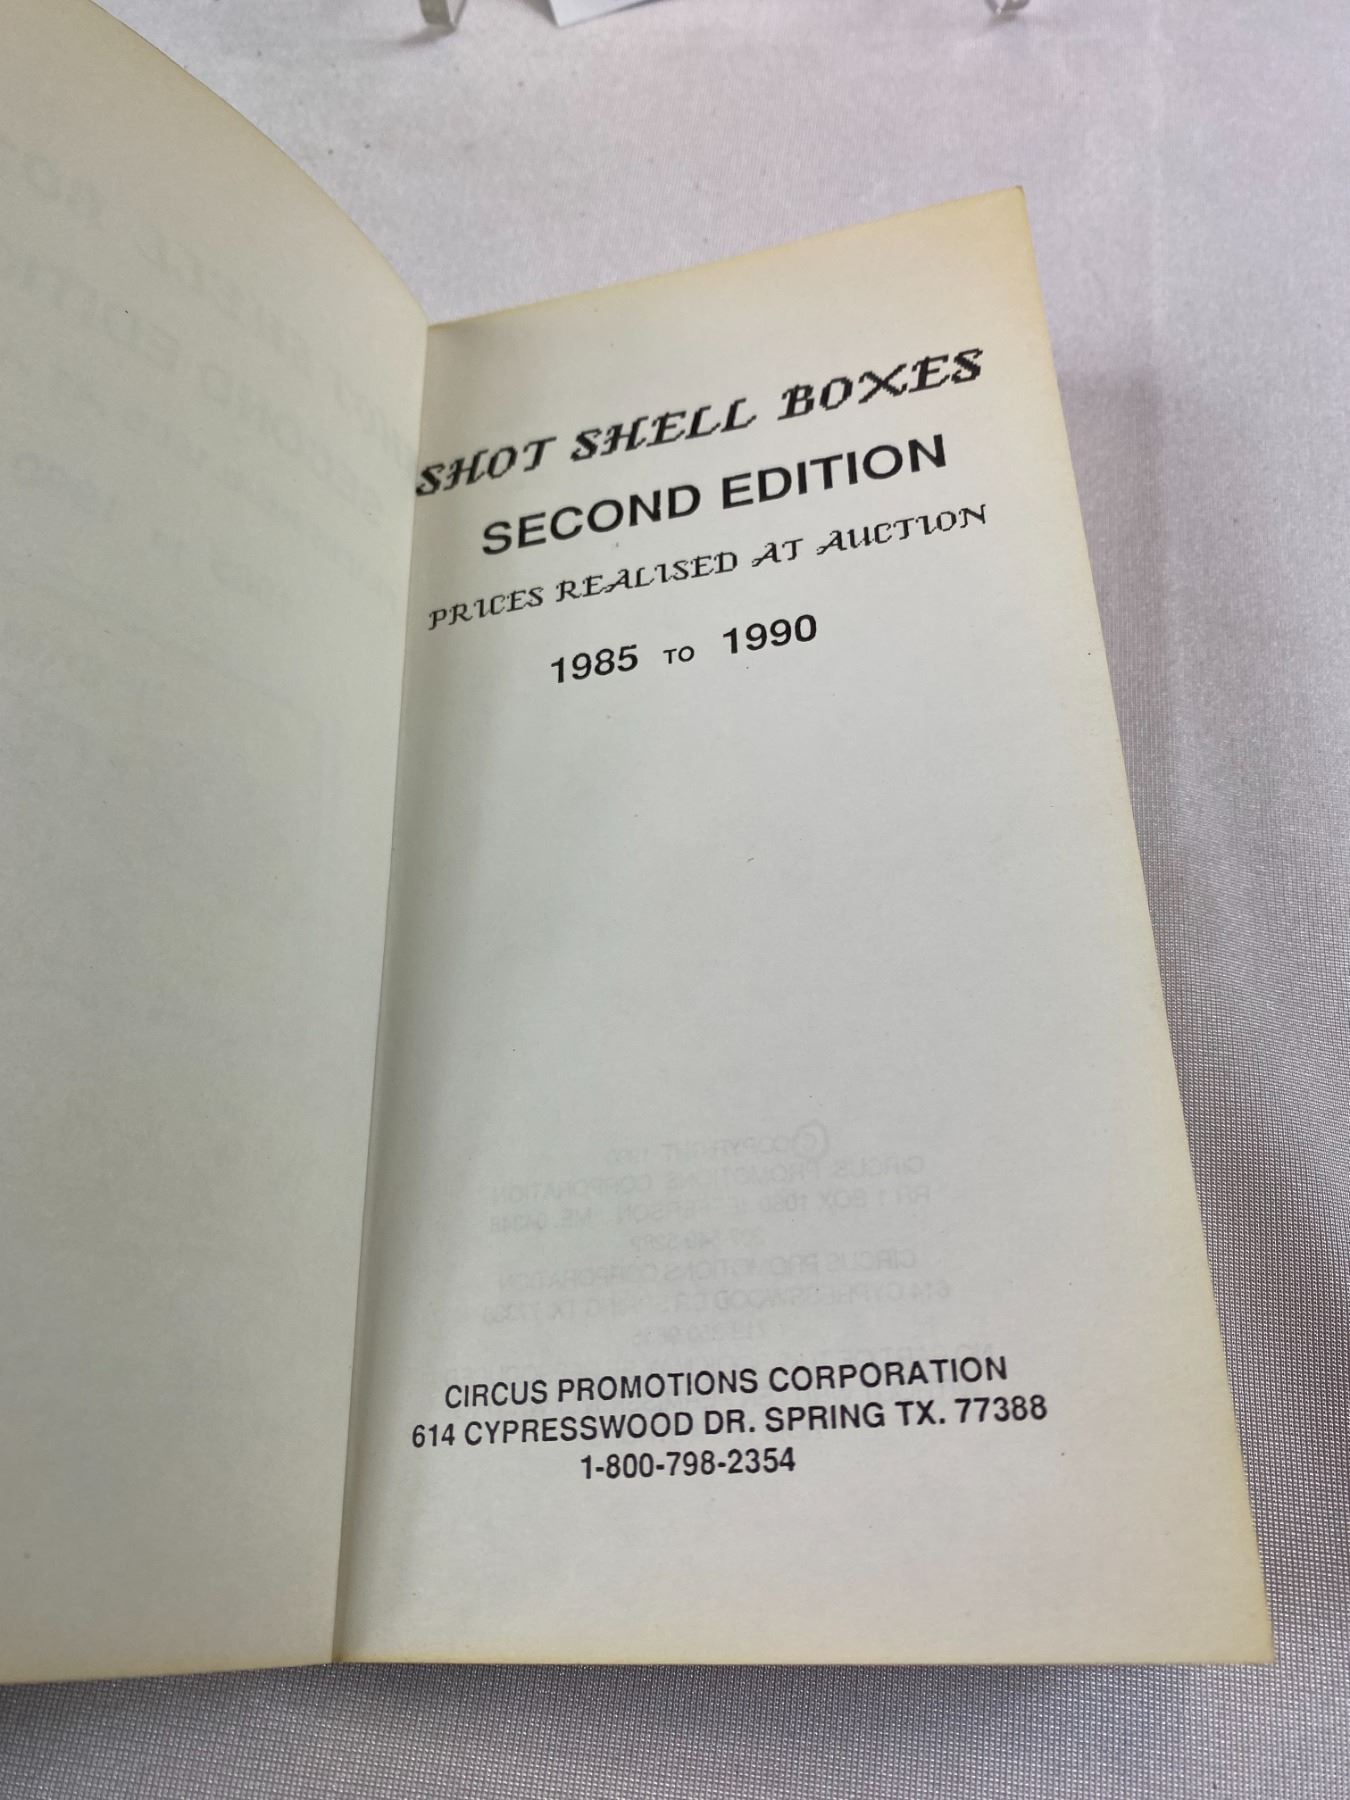 SHOT SHELL BOXES
SECOND EDITION
PRICES REALISED AT AUCTION
1985 TO 1990
CIRCUS PROMOTIONS CORPORATION
614 CYPRESSWOOD DR. SPRING TX. 77388
1-800-798-2354